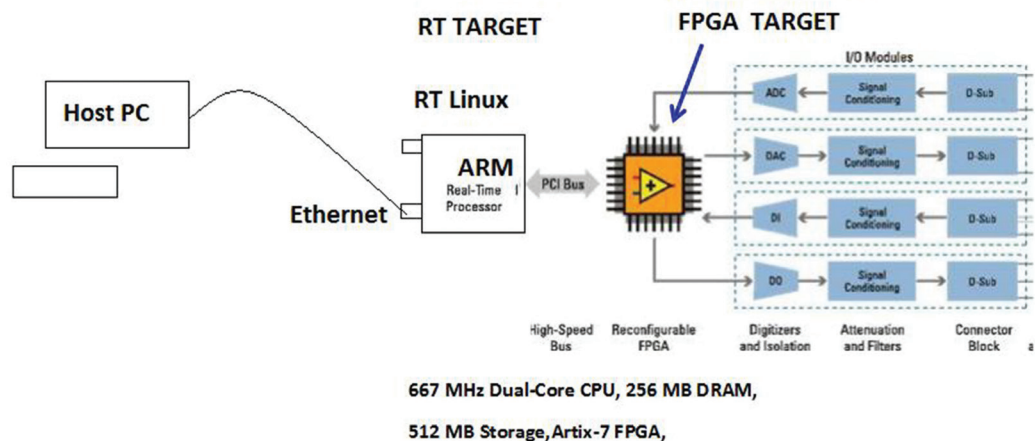 RT TARGET
FPGA TARGET
I/O Modules
Host PC
RT Linux
ADC
Signal
Conditioning
D-Sub
Ethernet
ARM
Real-Time
Processor
PCI Bus
DAC
Signal
Conditioning
D-Sub
DI
Signal
Conditioning
D-Sub
DO
Signal
Conditioning
D-Sub
High-Speed
Bus
Reconfigurable
FPGA
Digitizers
and Isolation
Attenuation
and Filters
Connector
Block
667 MHz Dual-Core CPU, 256 MB DRAM,
512 MB Storage,Artix-7 FPGA,